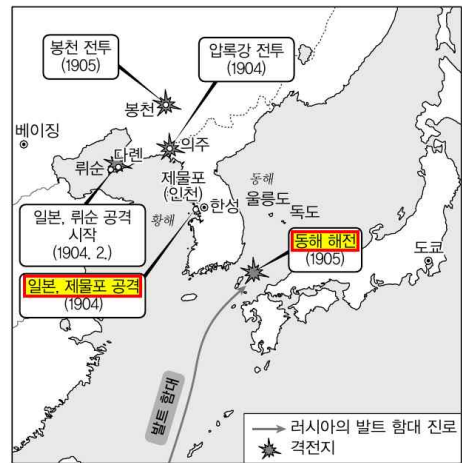 봉천 전투
(1905)
압록강 전투
(1904)
봉천
베이징
의주
다롄
뤼순
제물포
(인천)
한성
동해
울릉도
독도
황해
일본, 뤼순 공격
시작
(1904. 2.)
동해 해전
(1905)
도쿄
일본, 제물포 공격
(1904)
발트 함대
러시아의 발트 함대 진로
격전지